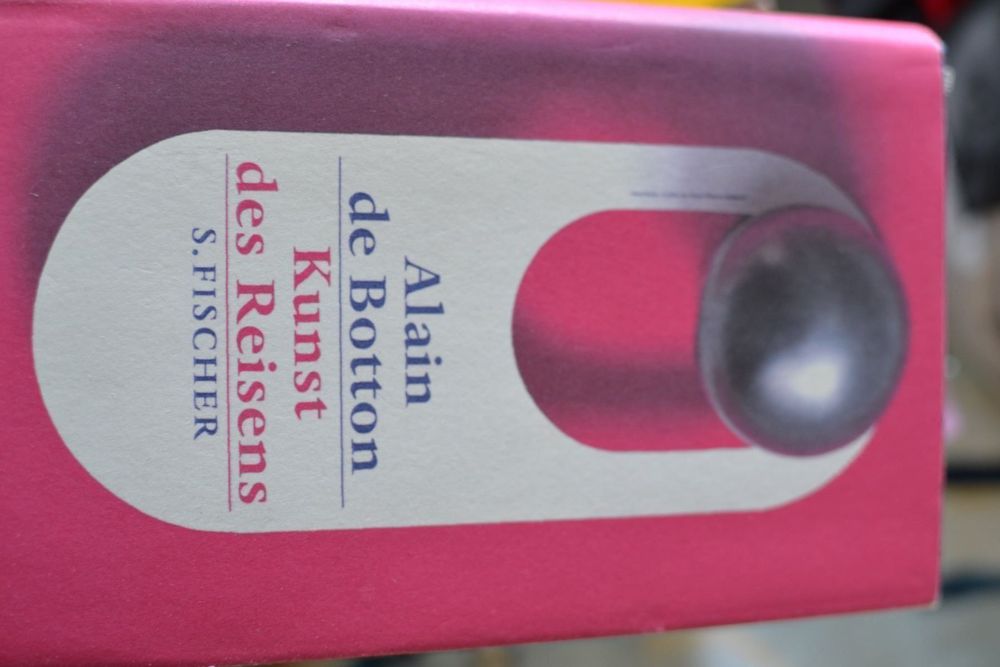 Alain
de Botton
Kunst
des Reisens
S. FISCHER